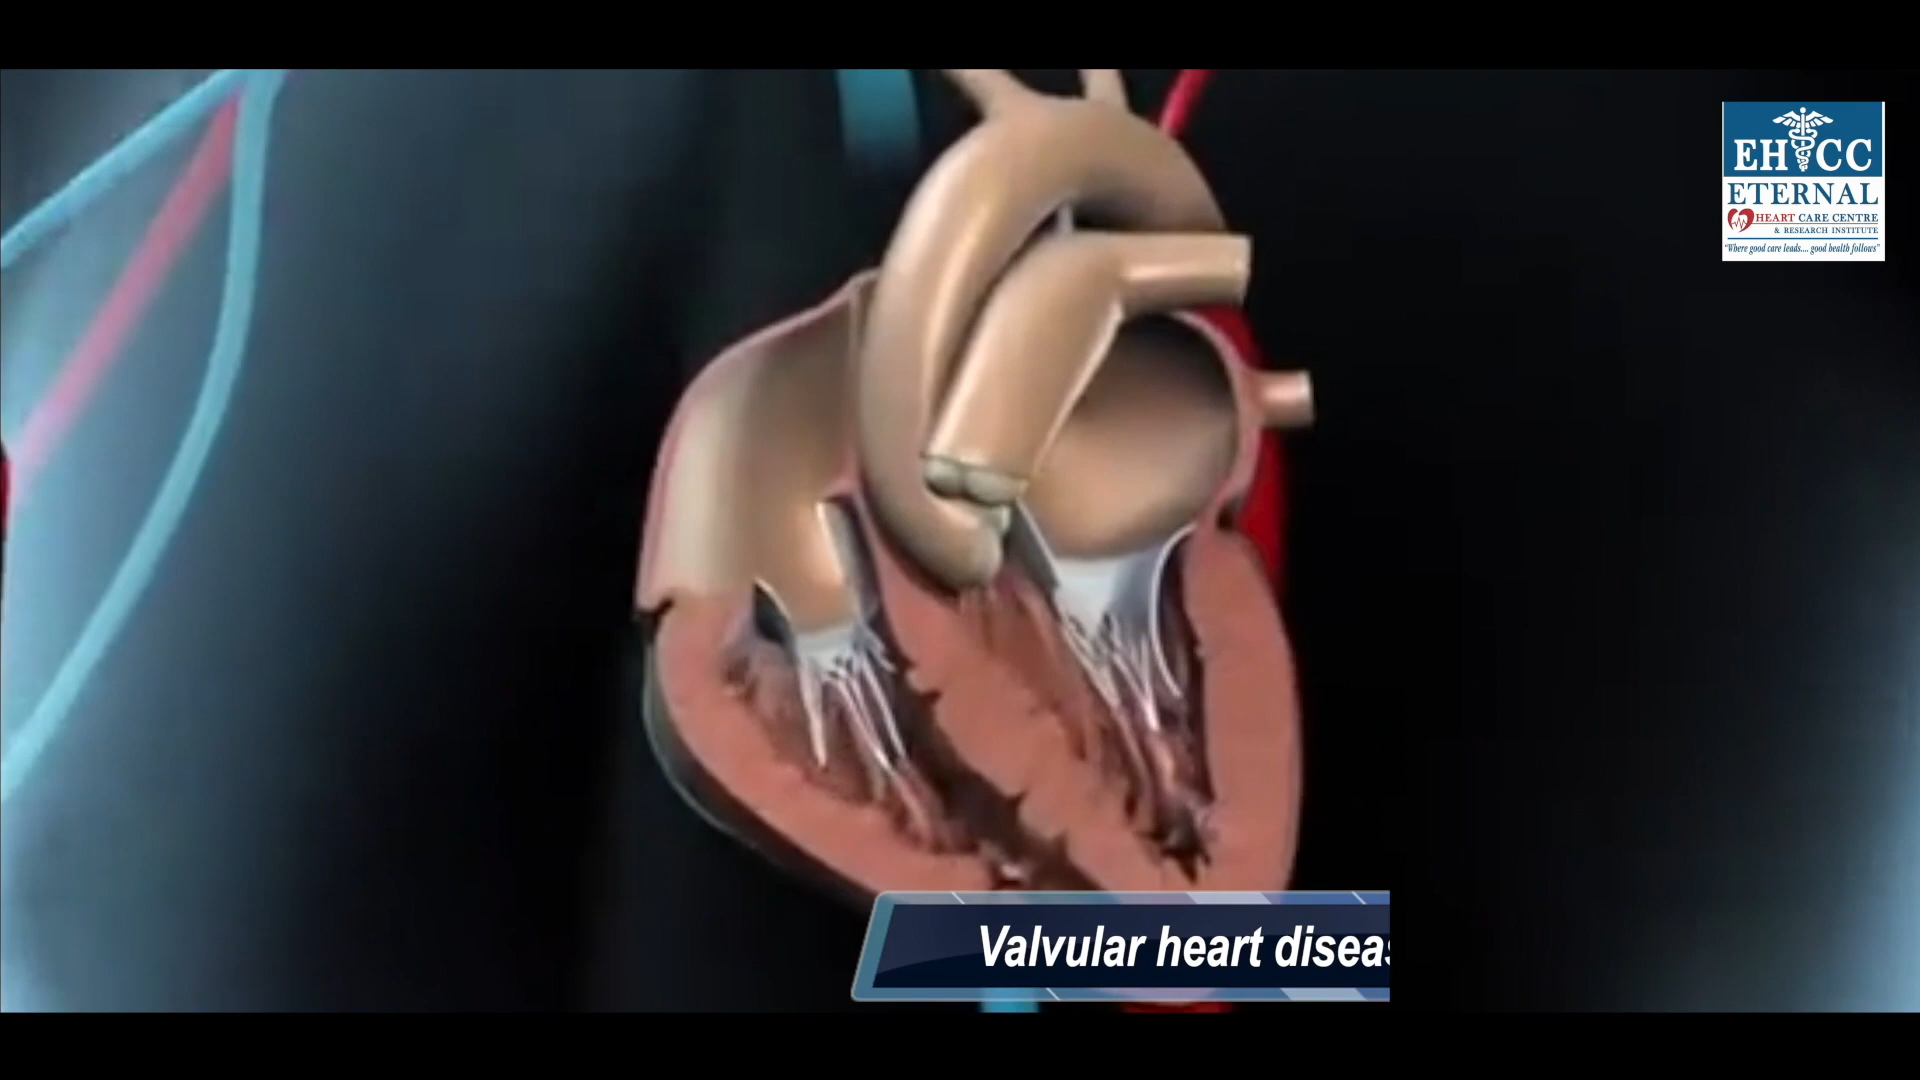 EHCC
ETERNAL
HEART CARE CENTRE
& RESEARCH INSTITUTE
"Where good care leads.... good health follows"
Valvular heart diseas